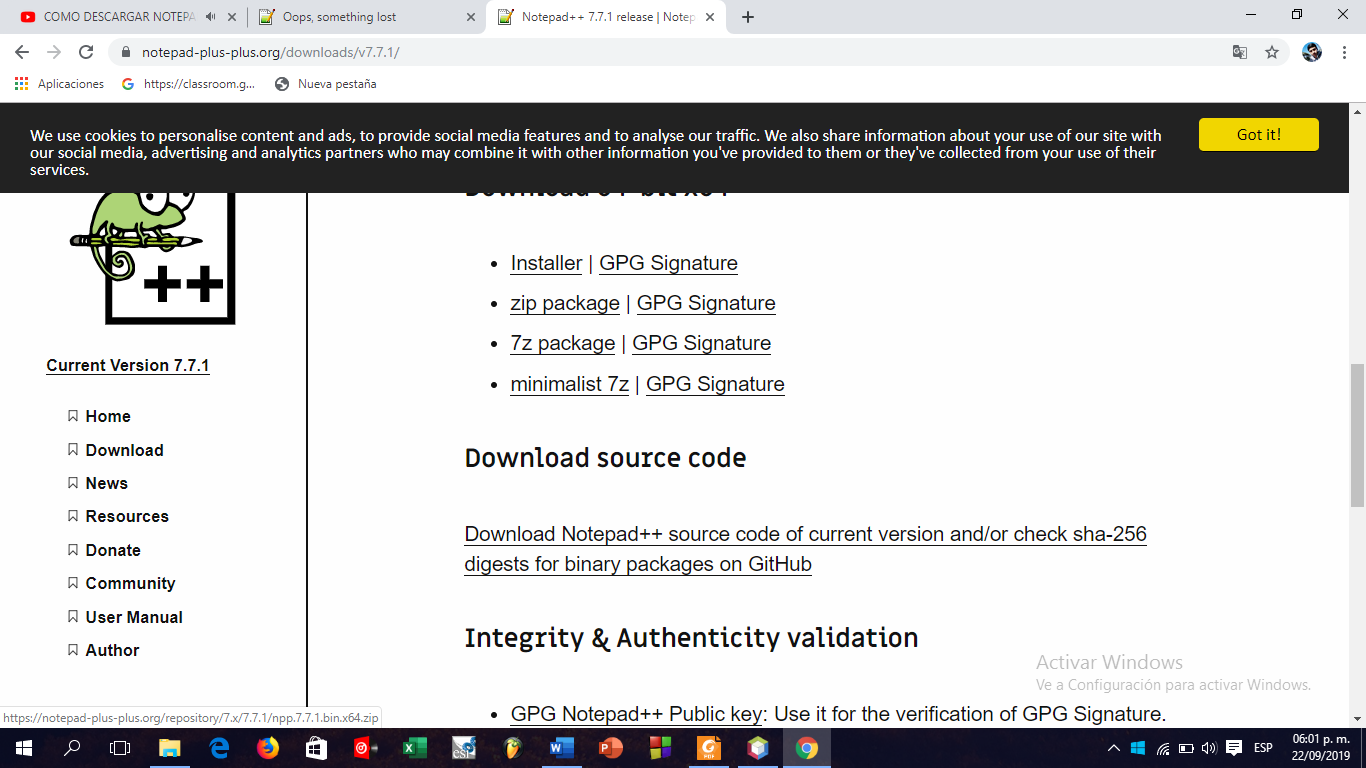 COMO DESCARGAR NOTEPA
Oops, something lost
Notepad++ 7.7.1 release | Notep
notepad-plus-plus.org/downloads/v7.7.1/
Aplicaciones
https://classroom.g...
Nueva pestaña
We use cookies to personalise content and ads, to provide social media features and to analyse our traffic. We also share information about your use of our site with
our social media, advertising and analytics partners who may combine it with other information you've provided to them or they've collected from your use of their
services.
Got it!
++
Current Version 7.7.1
Home
Download
News
Resources
Donate
Community
User Manual
Author
Download 64-bit x64
Installer | GPG Signature
zip package | GPG Signature
7z package | GPG Signature
minimalist 7z | GPG Signature
Download source code
Download Notepad++ source code of current version and/or check sha-256
digests for binary packages on GitHub
Integrity & Authenticity validation
GPG Notepad++ Public key: Use it for the verification of GPG Signature.
Activar Windows
Ve a Configuración para activar Windows.
https://notepad-plus-plus.org/repository/7.x/7.7.1/npp.7.7.1.bin.x64.zip
ESP
06:01 p. m.
22/09/2019